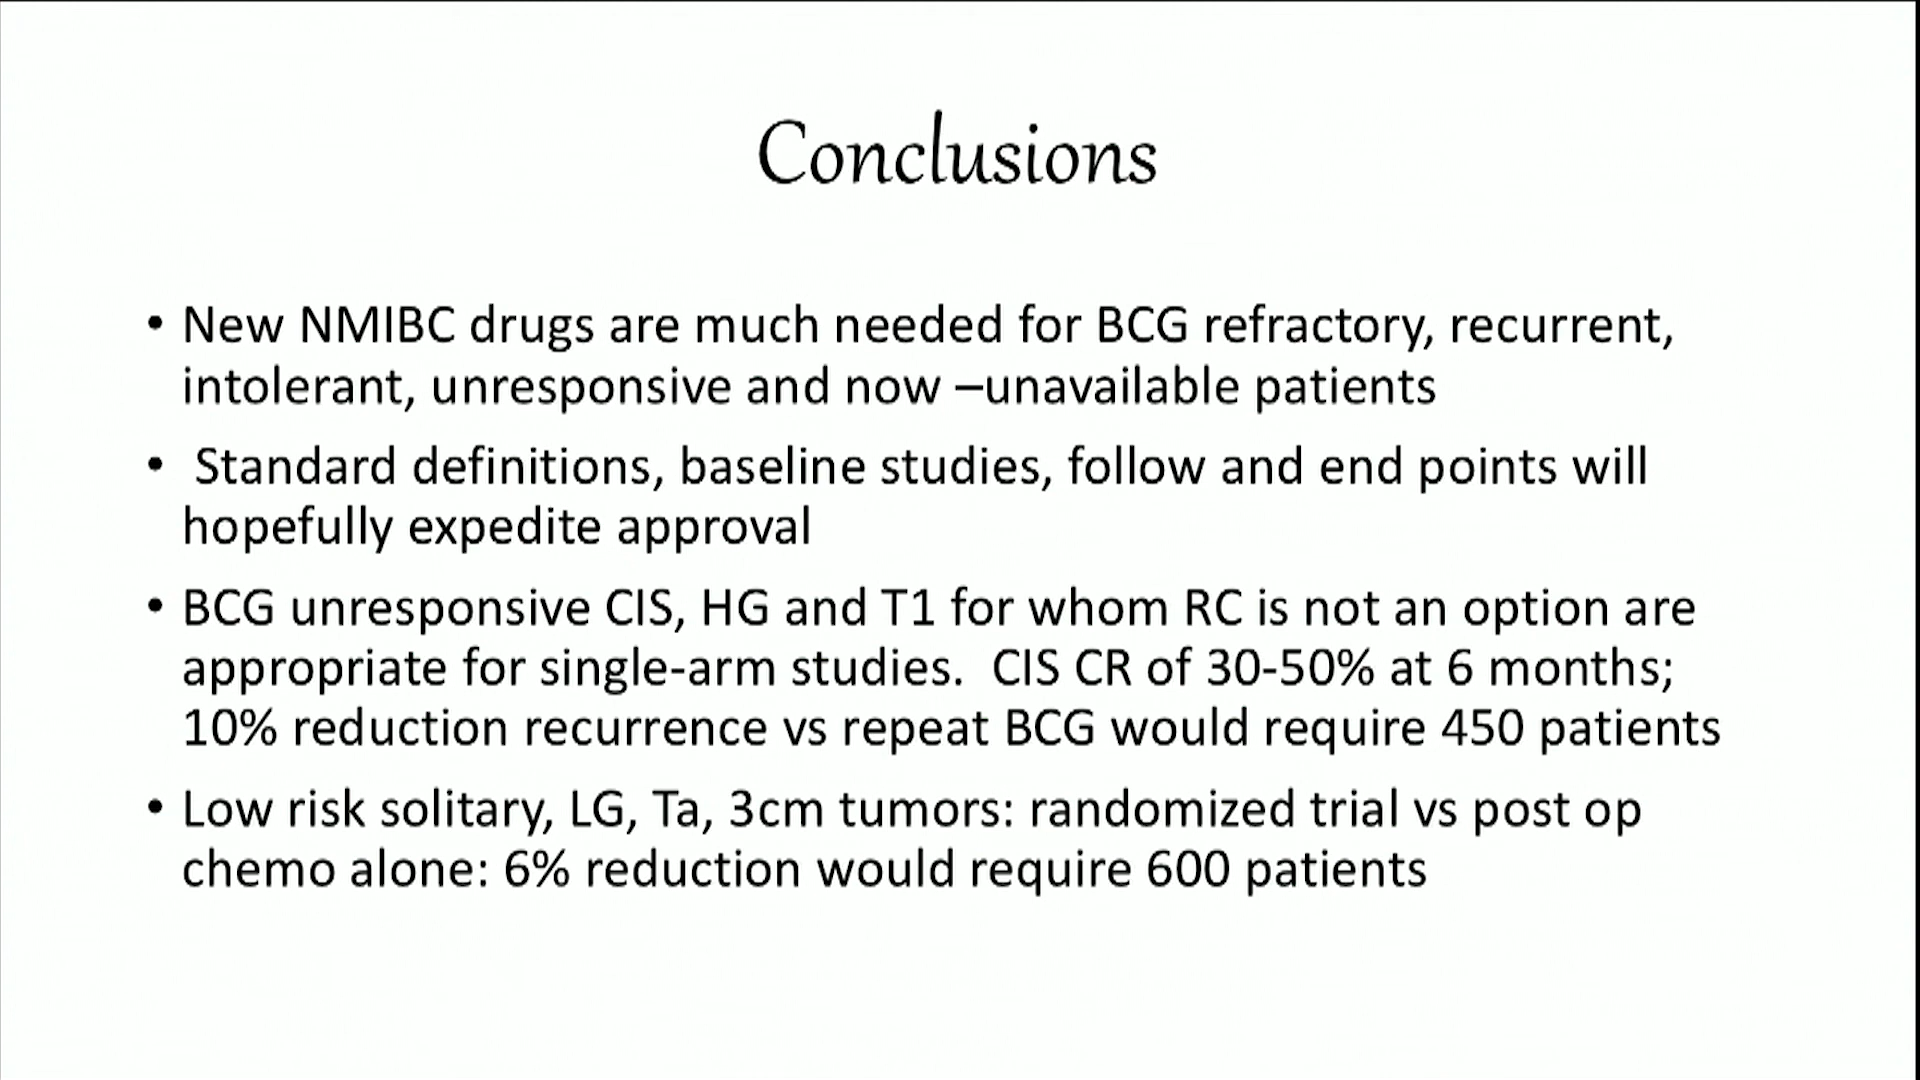 Conclusions
• New NMIBC drugs are much needed for BCG refractory, recurrent,
intolerant, unresponsive and now –unavailable patients
• Standard definitions, baseline studies, follow and end points will
hopefully expedite approval
• BCG unresponsive CIS, HG and T1 for whom RC is not an option are
appropriate for single-arm studies.  CIS CR of 30-50% at 6 months;
10% reduction recurrence vs repeat BCG would require 450 patients
• Low risk solitary, LG, Ta, 3cm tumors: randomized trial vs post op
chemo alone: 6% reduction would require 600 patients